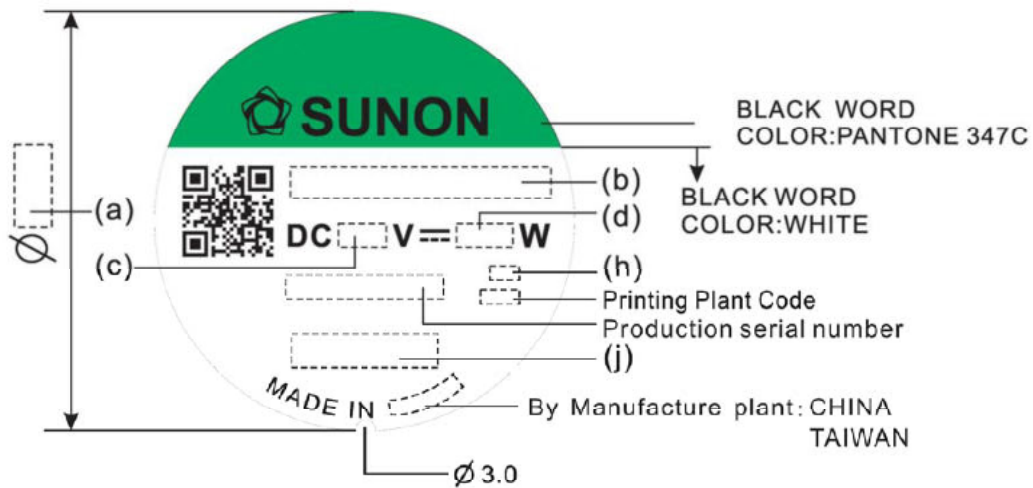 SUNON
BLACK WORD
COLOR:PANTONE 347C
(a)
(b)
BLACK WORD
COLOR:WHITE
DC V W
(d)
Ø
(c)
(h)
Printing Plant Code
Production serial number
(j)
MADE IN
By Manufacture plant: CHINA
TAIWAN
Ø 3.0